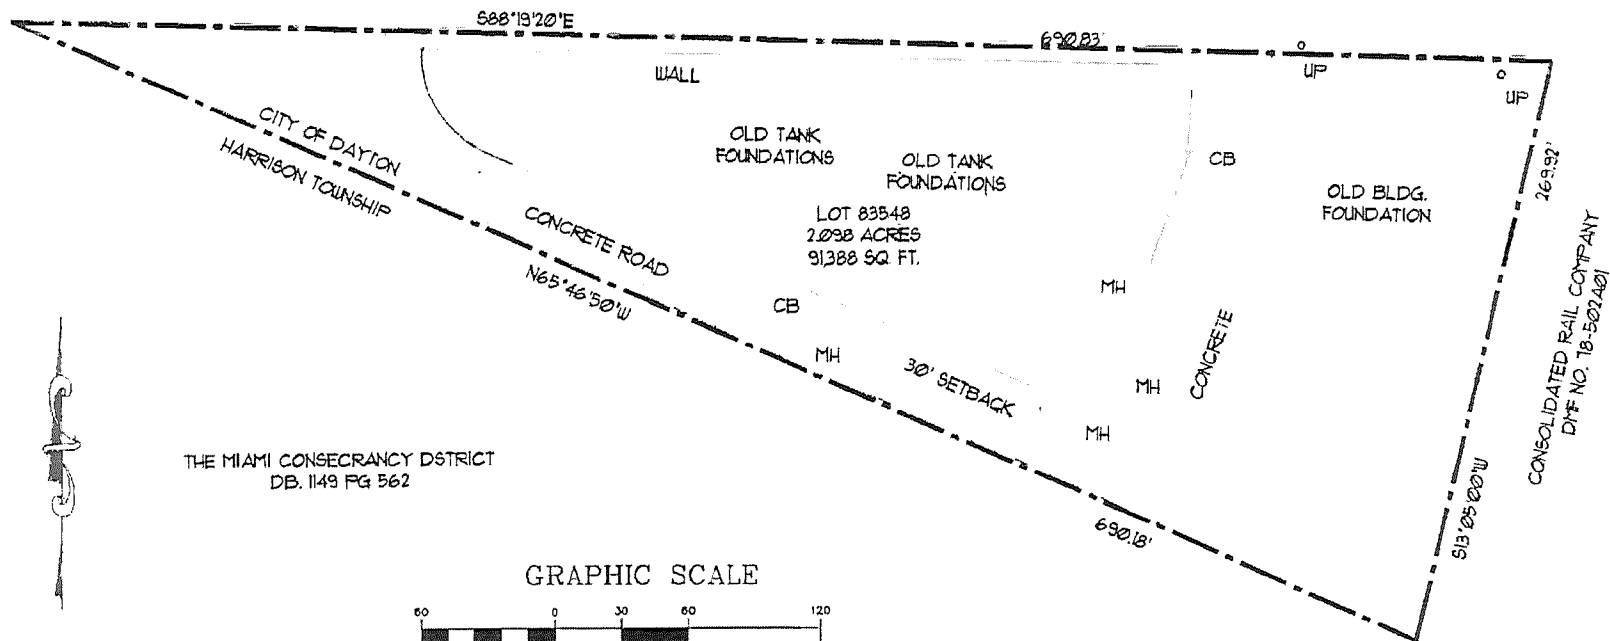 S88°19'20"E
690.83'
UP
UP
WALL
CITY OF DAYTON
HARRISON TOWNSHIP
OLD TANK
FOUNDATIONS
OLD TANK
FOUNDATIONS
CB
OLD BLDG.
FOUNDATION
269.92'
LOT 83548
2.098 ACRES
91,388 SQ. FT.
CONCRETE ROAD
N65°46'50"W
CB
MH
MH
CONCRETE
MH
30' SETBACK
MH
CONSOLIDATED RAIL COMPANY
DMF NO. 78-502A01
THE MIAMI CONSECRANCY DSTRICT
DB. 1149 PG 562
690.18'
S13°05'00"W
GRAPHIC SCALE
60 0 30 60 120